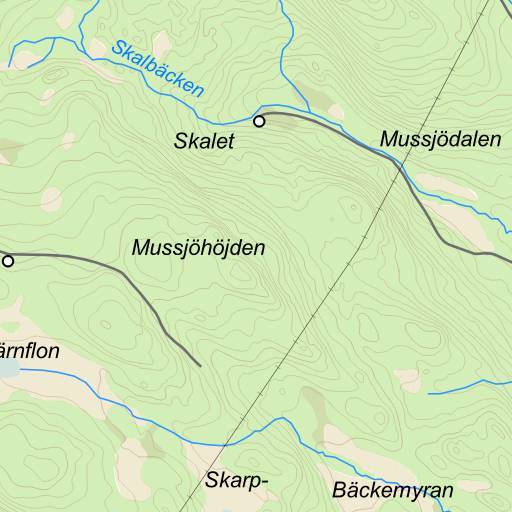 Skalbäcken
Skalet
Mussjödalen
Mussjöhöjden
ärnflon
Skarp-
Bäckemyran